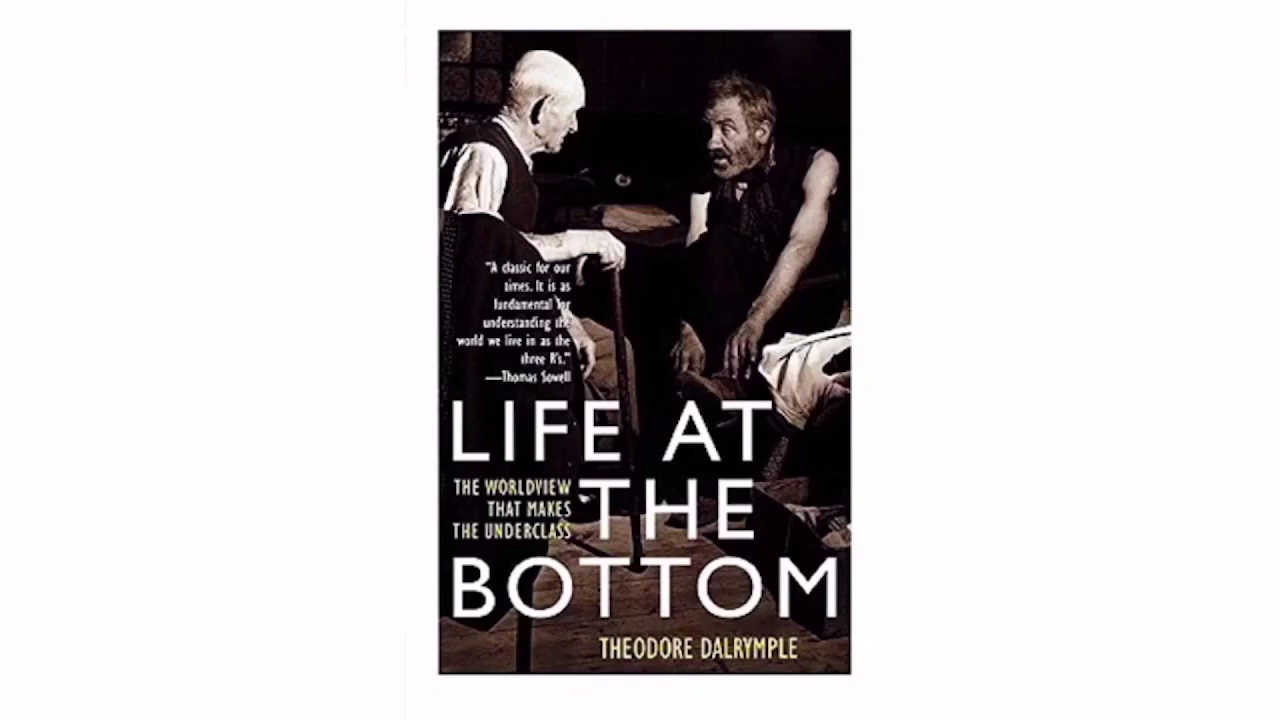 "A classic for our
times. It is as
fundamental for
understanding the
world we live in as the
three R's."
—Thomas Sowell
LIFE AT
THE WORLDVIEW
THAT MAKES
THE UNDERCLASS
THE
BOTTOM
THEODORE DALRYMPLE